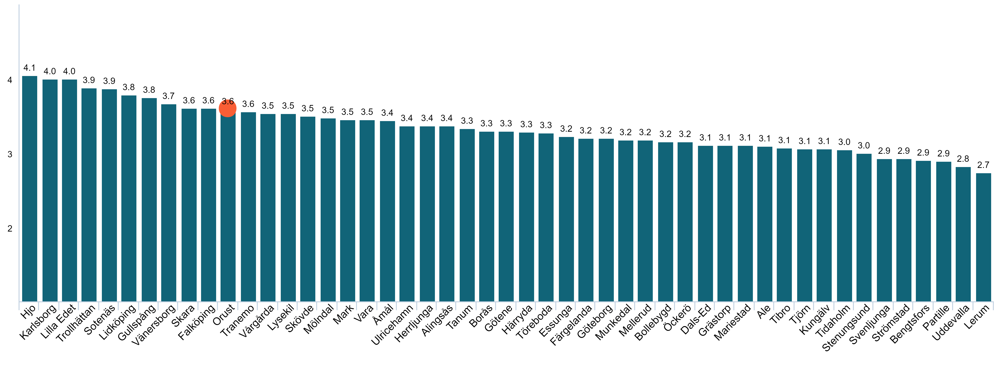 4.1 4.0 4.0 3.9 3.9 3.8 3.8 3.7 3.6 3.6 3.6 3.6 3.5 3.5 3.5 3.5 3.5 3.5 3.4 3.4 3.4 3.4 3.3 3.3 3.3 3.3 3.3 3.2 3.2 3.2 3.2 3.2 3.2 3.2 3.1 3.1 3.1 3.1 3.1 3.1 3.1 3.0 3.0 2.9 2.9 2.9 2.9 2.8 2.7
4
3
2
Hjo
Karlsborg
Lilla Edet
Trollhättan
Sotenäs
Lidköping
Gullspång
Vänersborg
Skara
Falköping
Orust
Tranemo
Vårgårda
Lysekil
Skövde
Mölndal
Mark
Vara
Åmål
Ulricehamn
Herrljunga
Alingsås
Tanum
Borås
Götene
Härryda
Töreboda
Essunga
Färgelanda
Göteborg
Munkedal
Mellerud
Bollebygd
Öckerö
Dals-Ed
Grästorp
Mariestad
Ale
Tibro
Tjörn
Kungälv
Tidaholm
Stenungsund
Svenljunga
Strömstad
Bengtsfors
Partille
Uddevalla
Lerum